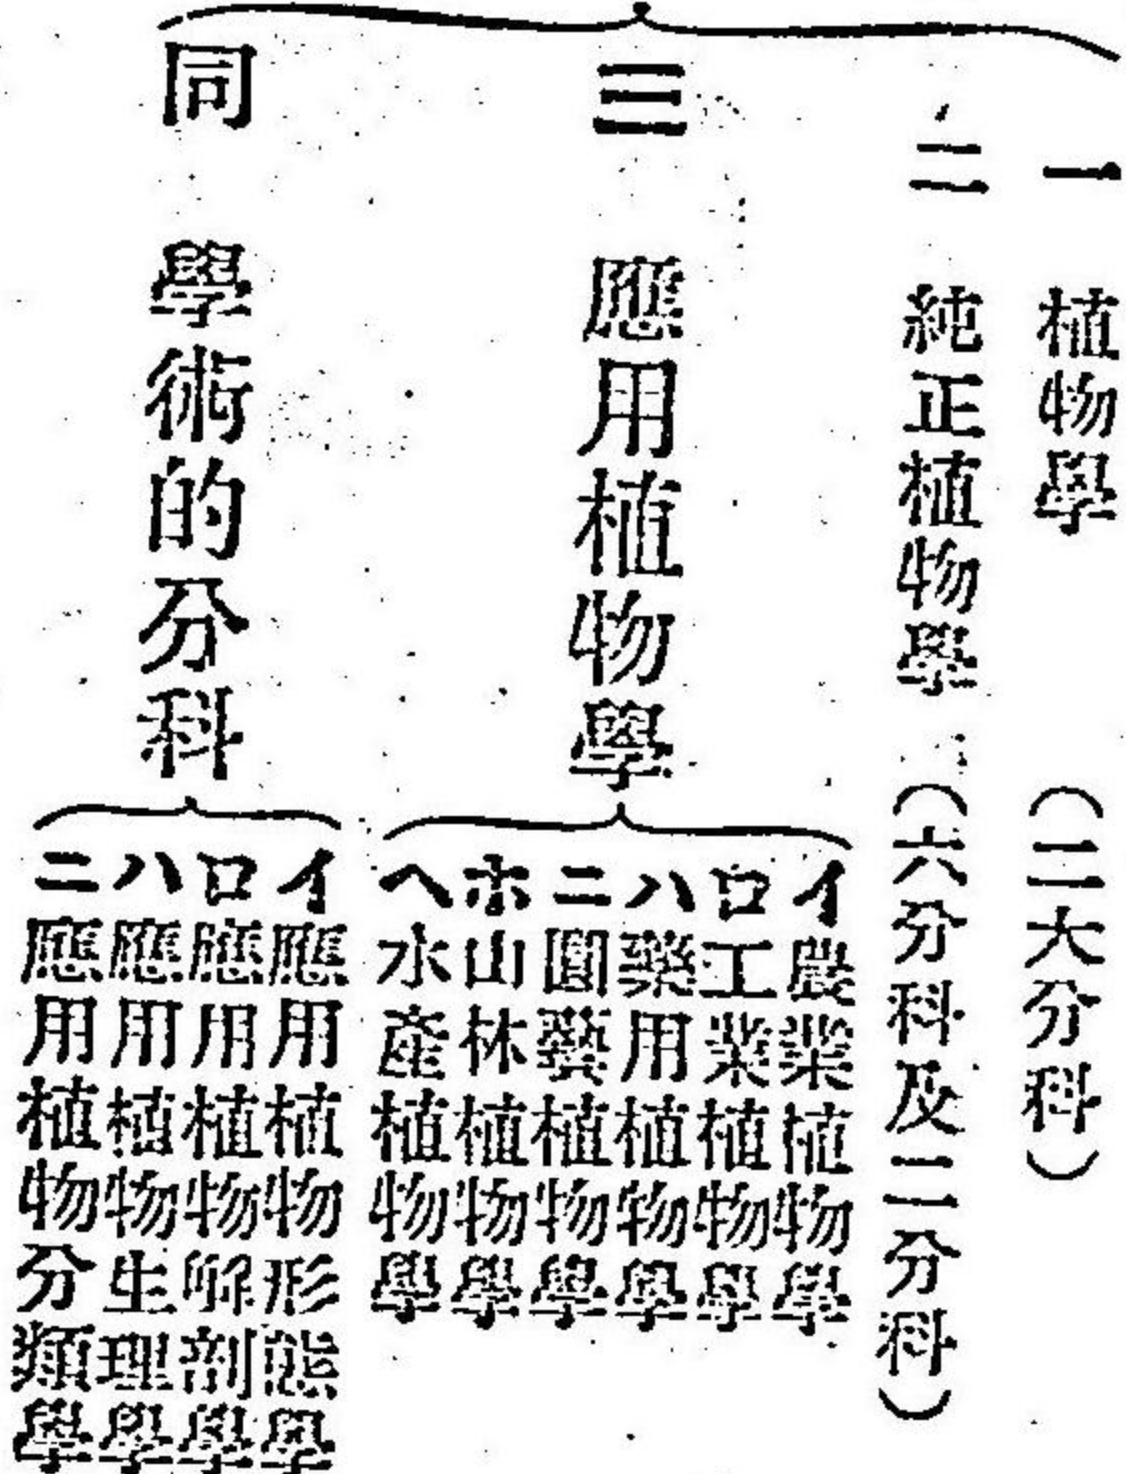 一 植物學 (二大分科)
二 純正植物學 (六分科及二分科)
三 應用植物學
イ農業植物學
ロ工業植物學
ハ藥用植物學
ニ園藝植物學
ホ山林植物學
ヘ水產植物學
同 學術的分科
イ應用植物形態學
ロ應用植物解剖學
ハ應用植物生理學
ニ應用植物分類學